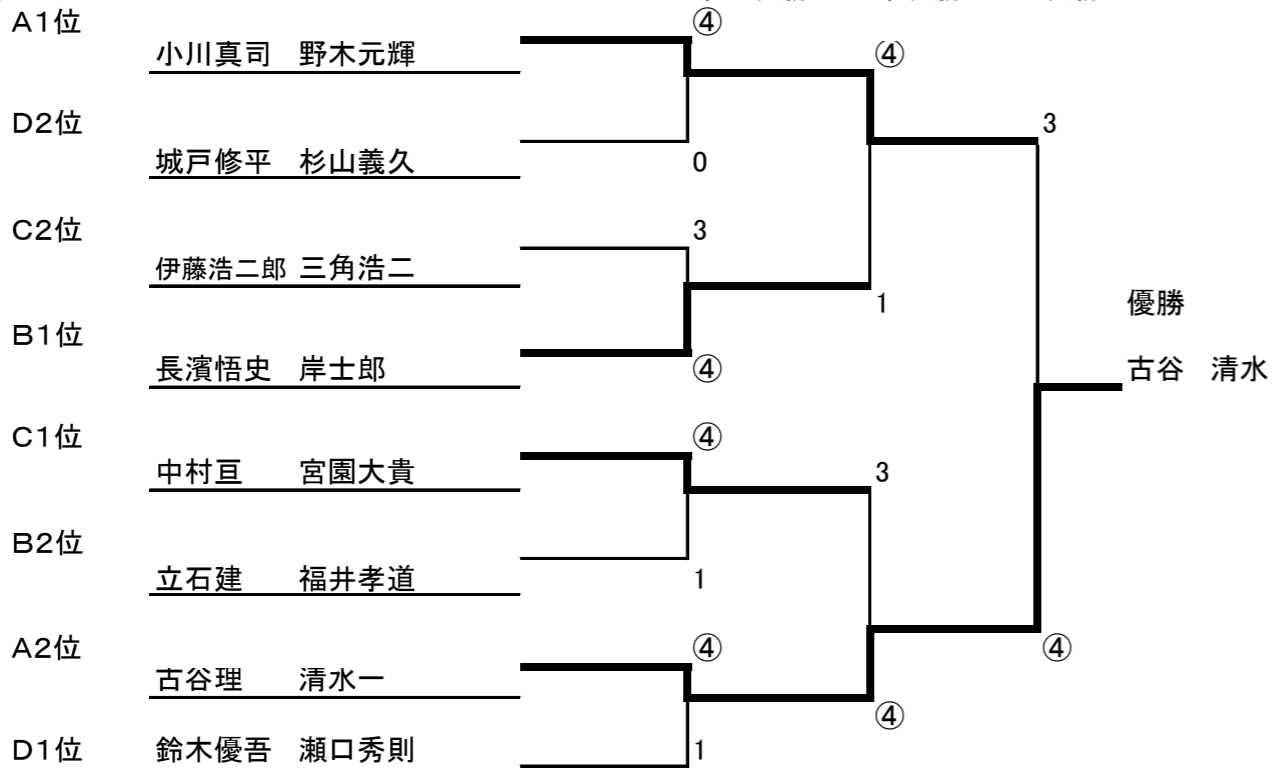 A1位
④
小川真司　野木元輝
④
D2位
3
城戸修平　杉山義久
0
C2位
3
伊藤浩二郎 三角浩二
1
優勝
B1位
長濱悟史　岸士郎
④
古谷　清水
C1位
④
中村亘　　宮園大貴
3
B2位
立石建　　福井孝道
1
A2位
④
④
古谷理　　清水一
④
D1位　鈴木優吾　瀬口秀則
1